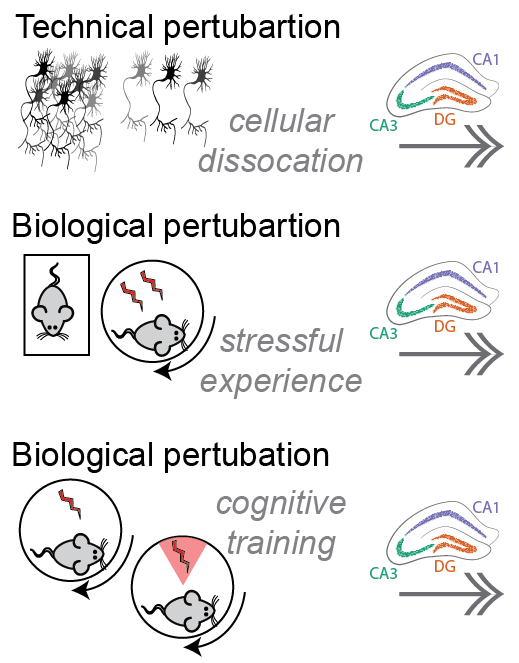 Technical pertubartion
CA1
cellular
dissocation
CA3
DG
Biological pertubartion
CA1
stressful
experience
CA3
DG
Biological pertubation
cognitive
training
CA1
CA3
DG